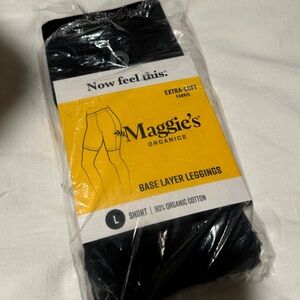 Now feel this.
EXTRA-SOFT
FABRIC
Maggie's
ORGANICS
BASE LAYER LEGGINGS
L SHORT | 90% ORGANIC COTTON